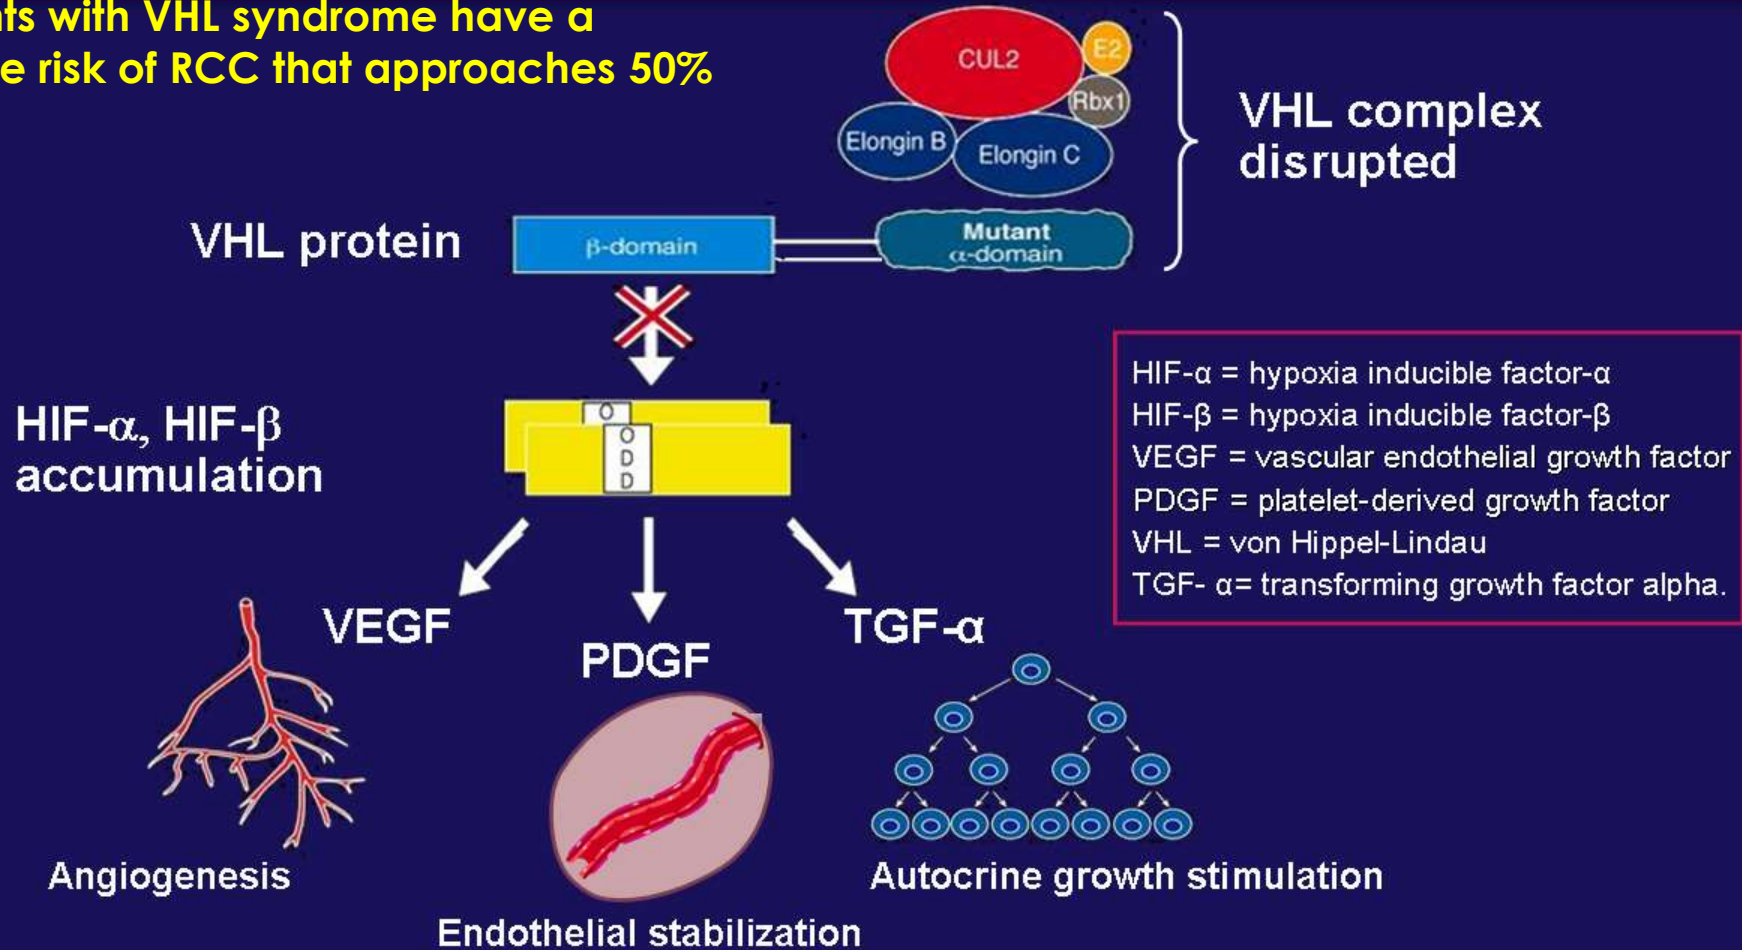 nts with VHL syndrome have a
e risk of RCC that approaches 50%
CUL2
E2
Rbx1
Elongin B
Elongin C
VHL complex
disrupted
VHL protein
β-domain
Mutant
α-domain
HIF-α, HIF-β
accumulation
O
O
D
D
HIF-α = hypoxia inducible factor-α
HIF-β = hypoxia inducible factor-β
VEGF = vascular endothelial growth factor
PDGF = platelet-derived growth factor
VHL = von Hippel-Lindau
TGF- α= transforming growth factor alpha.
VEGF
PDGF
TGF-α
Angiogenesis
Endothelial stabilization
Autocrine growth stimulation